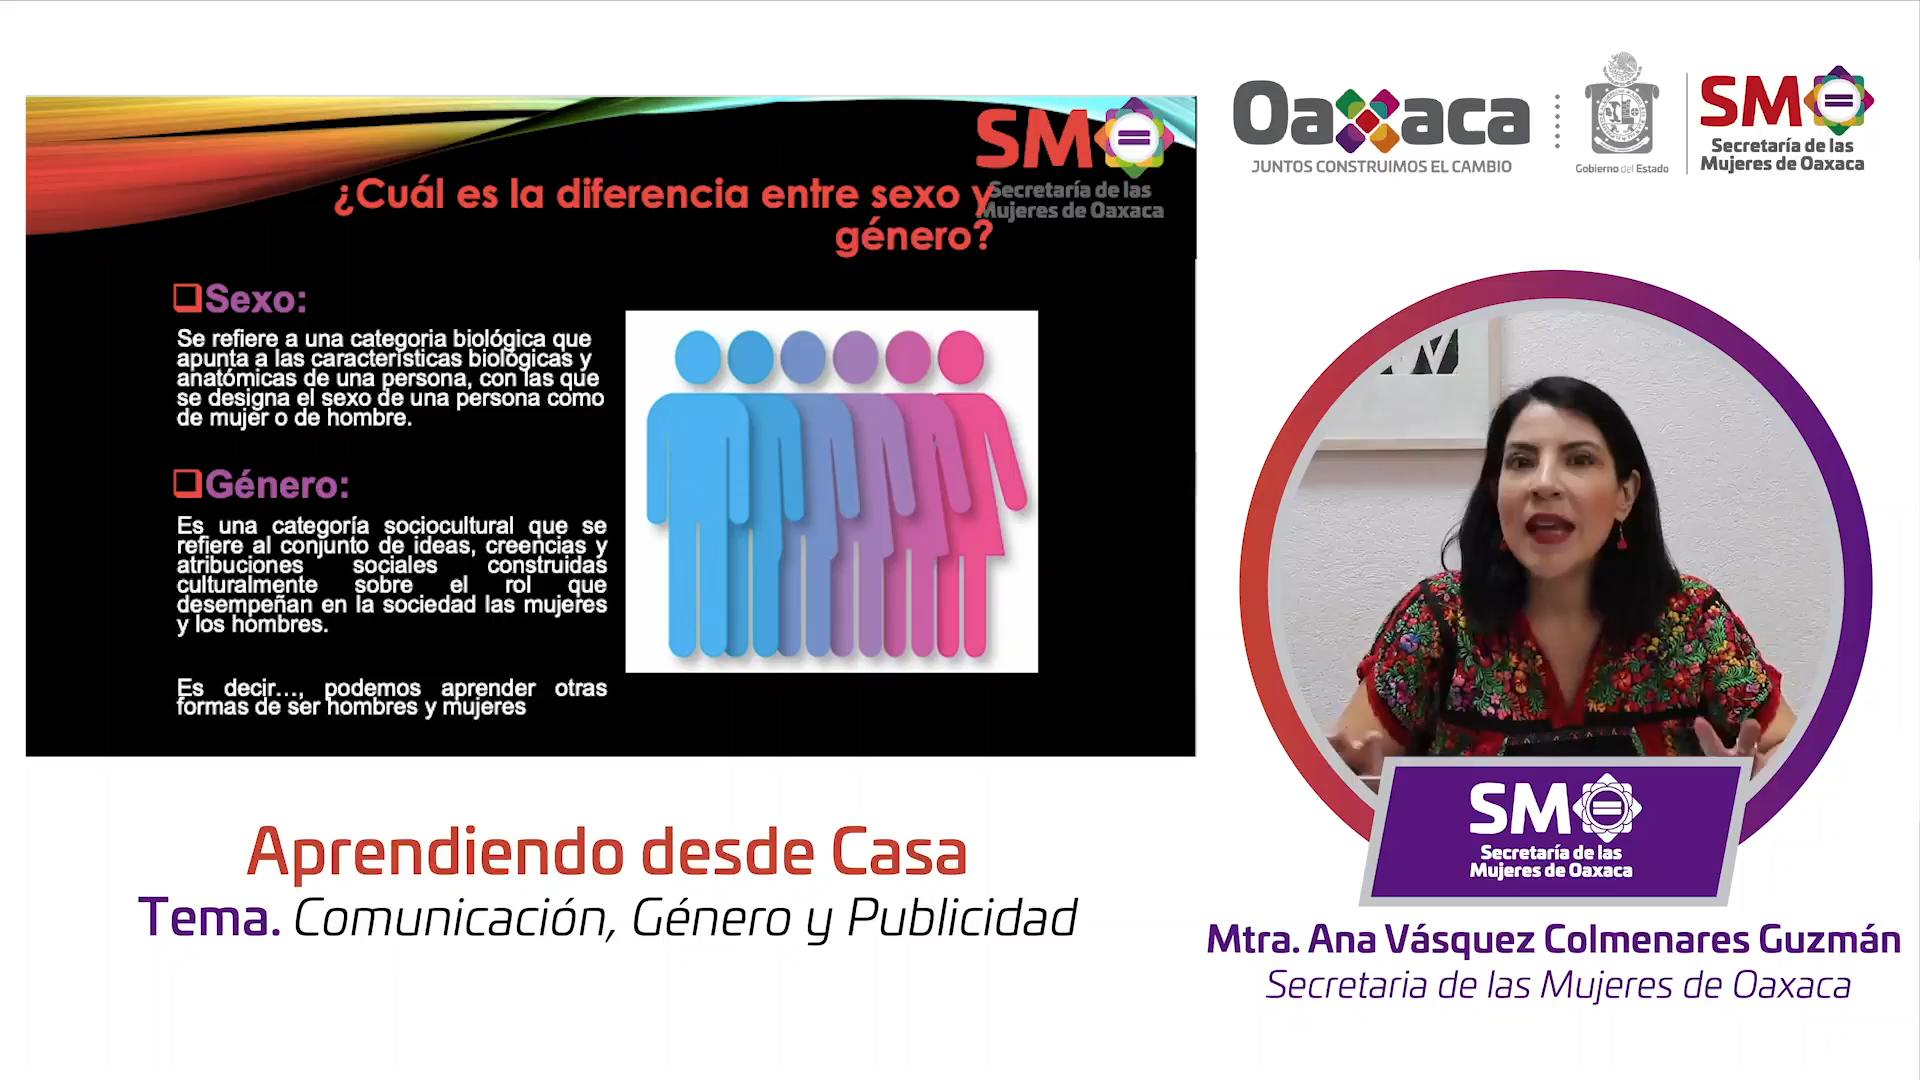 SM
Secretaría de las
Mujeres de Oaxaca
¿Cuál es la diferencia entre sexo y
género?
Sexo:
Se refiere a una categoria biológica que
apunta a las características biológicas y
anatómicas de una persona, con las que
se designa el sexo de una persona como
de mujer o de hombre.
Género:
Es una categoría sociocultural que se
refiere al conjunto de ideas, creencias y
atribuciones sociales construidas
culturalmente sobre el rol que
desempeñan en la sociedad las mujeres
y los hombres.
Es decir…, podemos aprender otras
formas de ser hombres y mujeres
Oaxaca
JUNTOS CONSTRUIMOS EL CAMBIO
Gobierno del Estado
SM
Secretaría de las
Mujeres de Oaxaca
SM
Secretaría de las
Mujeres de Oaxaca
Aprendiendo desde Casa
Tema. Comunicación, Género y Publicidad
Mtra. Ana Vásquez Colmenares Guzmán
Secretaria de las Mujeres de Oaxaca